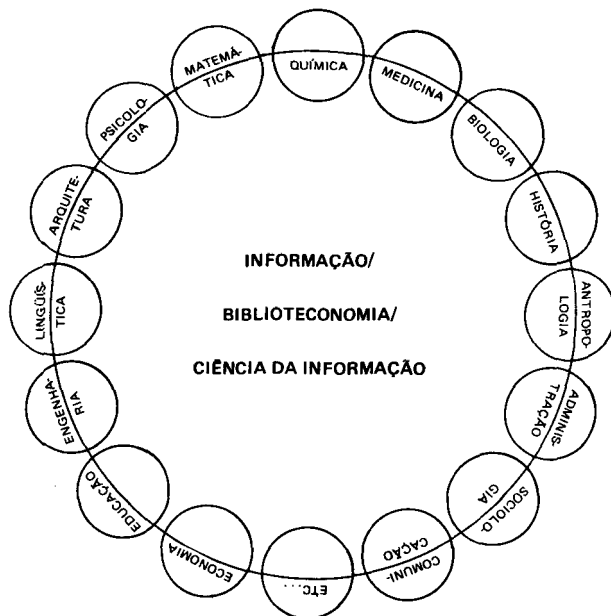 QUÍMICA
MEDICINA
BIOLOGIA
HISTÓRIA
ANTROPO-
LOGIA
ADMINIS-
TRAÇÃO
SOCIOLO-
GIA
COMUNI-
CAÇÃO
ETC...
ECONOMIA
EDUCAÇÃO
ENGENHA-
RIA
LINGÜÍS-
TICA
ARQUITE-
TURA
PSICOLO-
GIA
MATEMÁ-
TICA
INFORMAÇÃO/
BIBLIOTECONOMIA/
CIÊNCIA DA INFORMAÇÃO